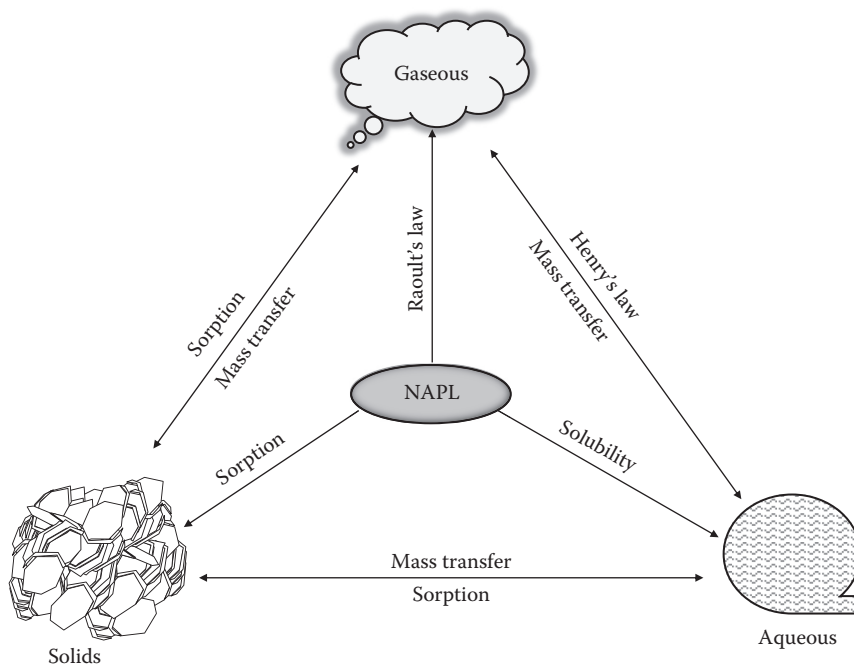 Gaseous
Sorption
Mass transfer
Raoult's law
Henry's law
Mass transfer
NAPL
Sorption
Solubility
Mass transfer
Sorption
Solids
Aqueous